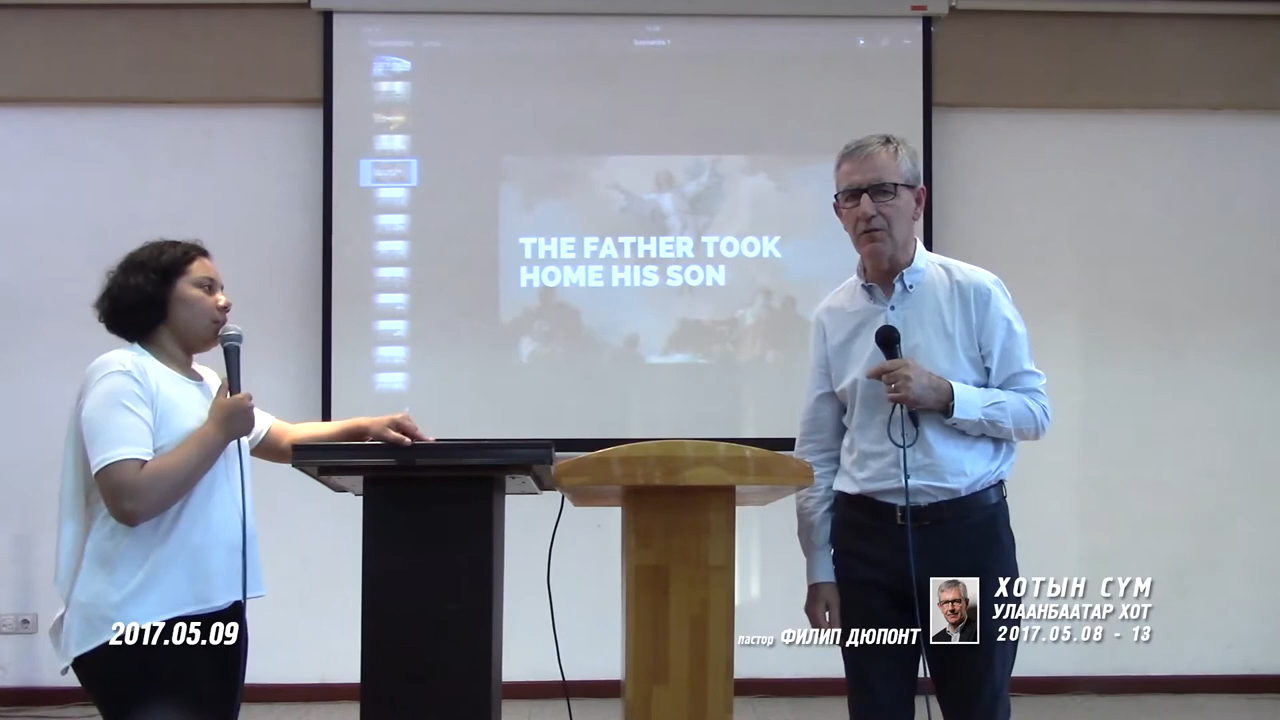 THE FATHER TOOK
HOME HIS SON
2017.05.09
пастор ФИЛИП ДЮПОНТ
ХОТЫН СҮМ
УЛААНБААТАР ХОТ
2017.05.08 - 13